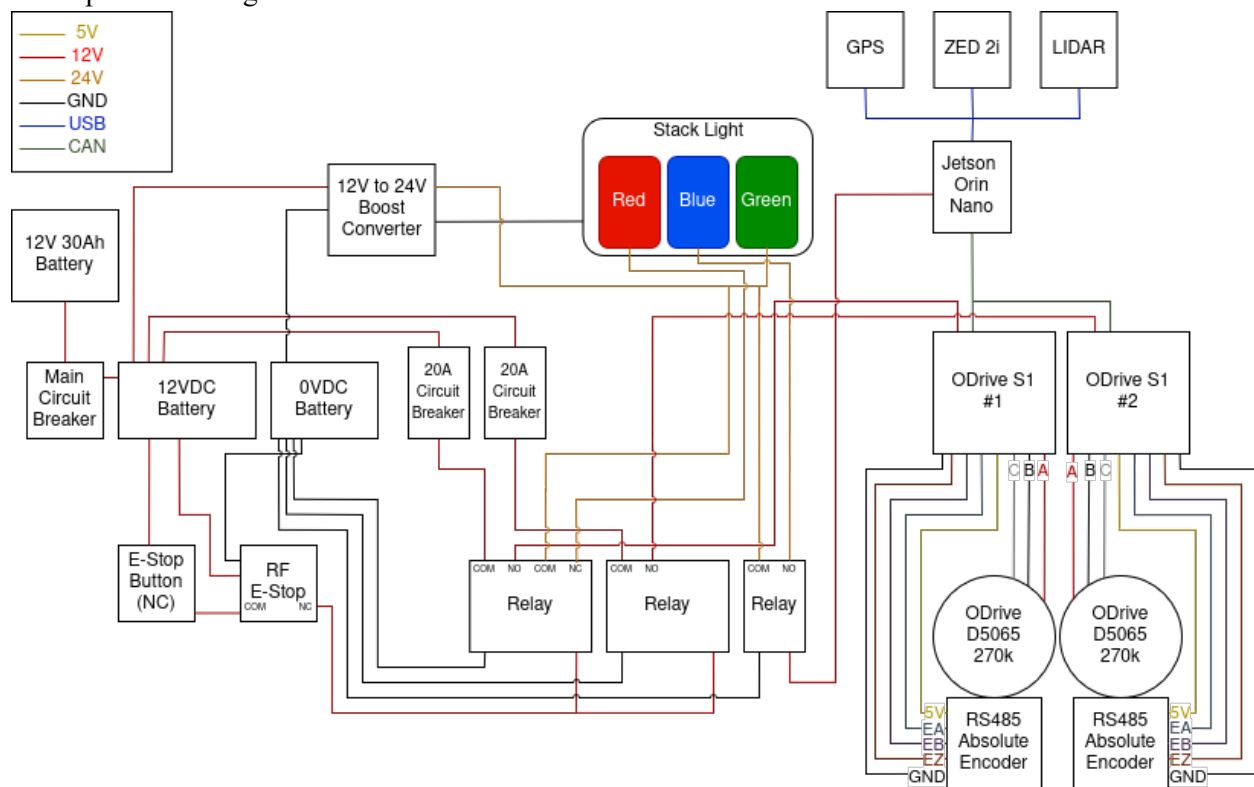 5V
12V
24V
GND
USB
CAN
GPS
ZED 2i
LIDAR
Stack Light
Red
Blue
Green
12V to 24V
Boost
Converter
Jetson
Orin
Nano
12V 30Ah
Battery
Main
Circuit
Breaker
12VDC
Battery
0VDC
Battery
20A
Circuit
Breaker
20A
Circuit
Breaker
ODrive S1
#1
ODrive S1
#2
C
B
A
A
B
C
E-Stop
Button
(NC)
RF
E-Stop
COM
NC
COM
NO
COM
NC
Relay
COM
NO
Relay
COM
NO
Relay
ODrive
D5065
270k
ODrive
D5065
270k
5V
EA
EB
EZ
GND
RS485
Absolute
Encoder
RS485
Absolute
Encoder
5V
EA
EB
EZ
GND